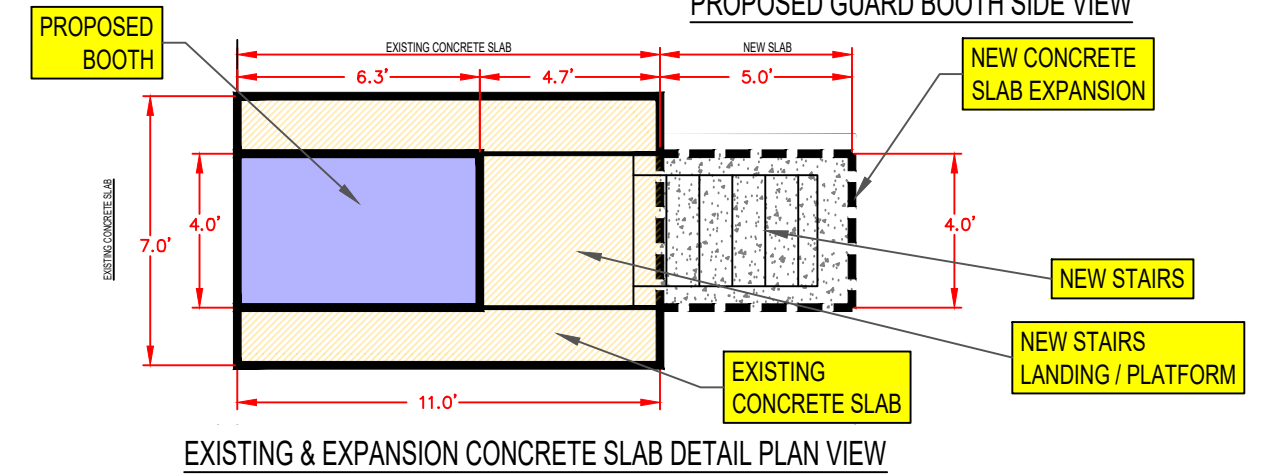 PROPOSED GUARD BOOTH SIDE VIEW
PROPOSED
BOOTH
EXISTING CONCRETE SLAB
NEW SLAB
6.3'
4.7'
5.0'
NEW CONCRETE
SLAB EXPANSION
EXISTING CONCRETE SLAB
7.0'
4.0'
4.0'
NEW STAIRS
NEW STAIRS
LANDING / PLATFORM
EXISTING
CONCRETE SLAB
11.0'
EXISTING & EXPANSION CONCRETE SLAB DETAIL PLAN VIEW